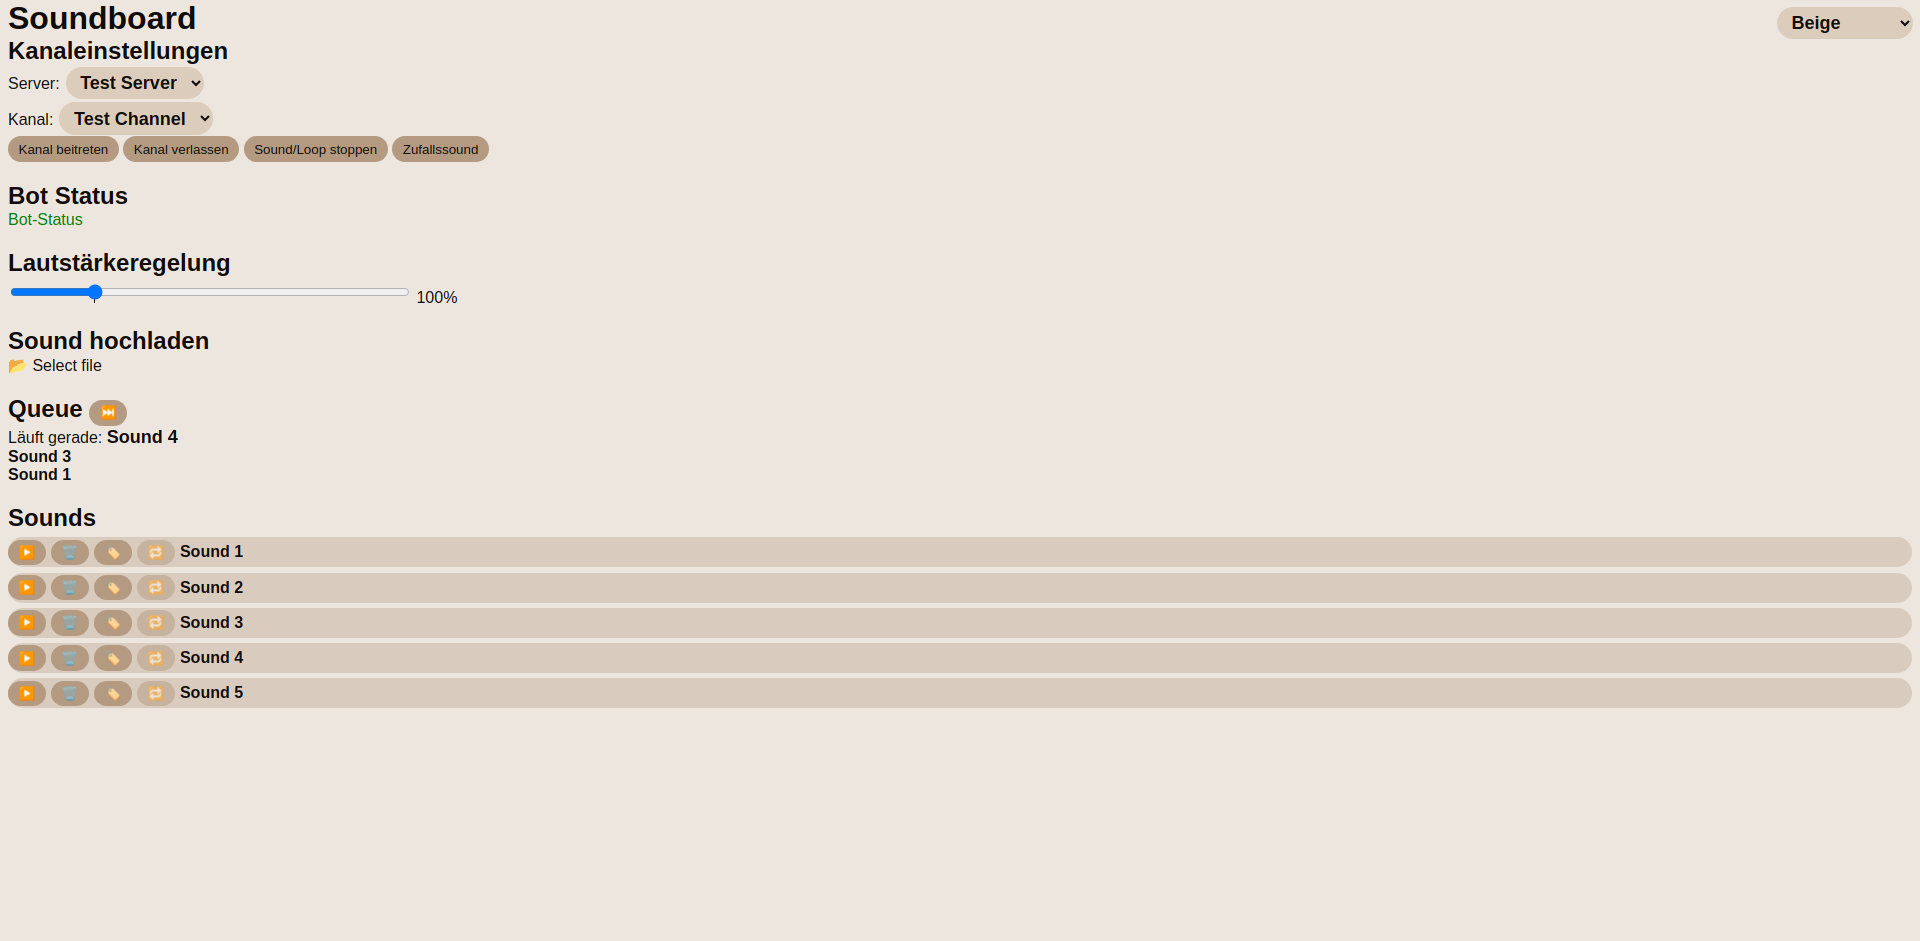 Soundboard
Beige
Kanaleinstellungen
Server: Test Server
Kanal: Test Channel
Kanal beitreten Kanal verlassen Sound/Loop stoppen Zufallssound
Bot Status
Bot-Status
Lautstärkeregelung
100%
Sound hochladen
📂 Select file
Queue ⏭️
Läuft gerade: Sound 4
Sound 3
Sound 1
Sounds
▶️ 🗑️ 🏷️ 🔁 Sound 1
▶️ 🗑️ 🏷️ 🔁 Sound 2
▶️ 🗑️ 🏷️ 🔁 Sound 3
▶️ 🗑️ 🏷️ 🔁 Sound 4
▶️ 🗑️ 🏷️ 🔁 Sound 5